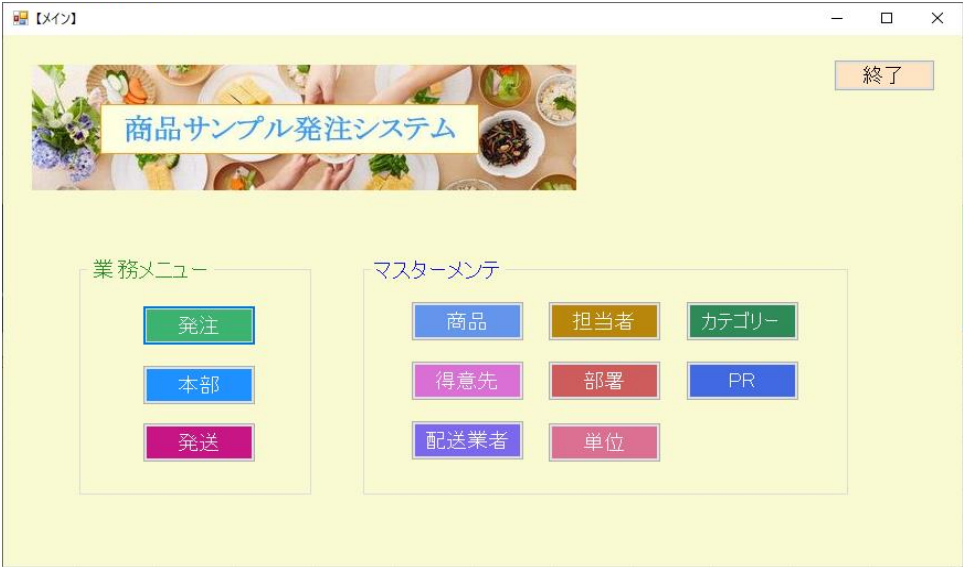 【メイン】
終了
商品サンプル発注システム
業務メニュー
発注
本部
発送
マスターメンテ
商品 担当者 カテゴリー
得意先 部署 PR
配送業者 単位